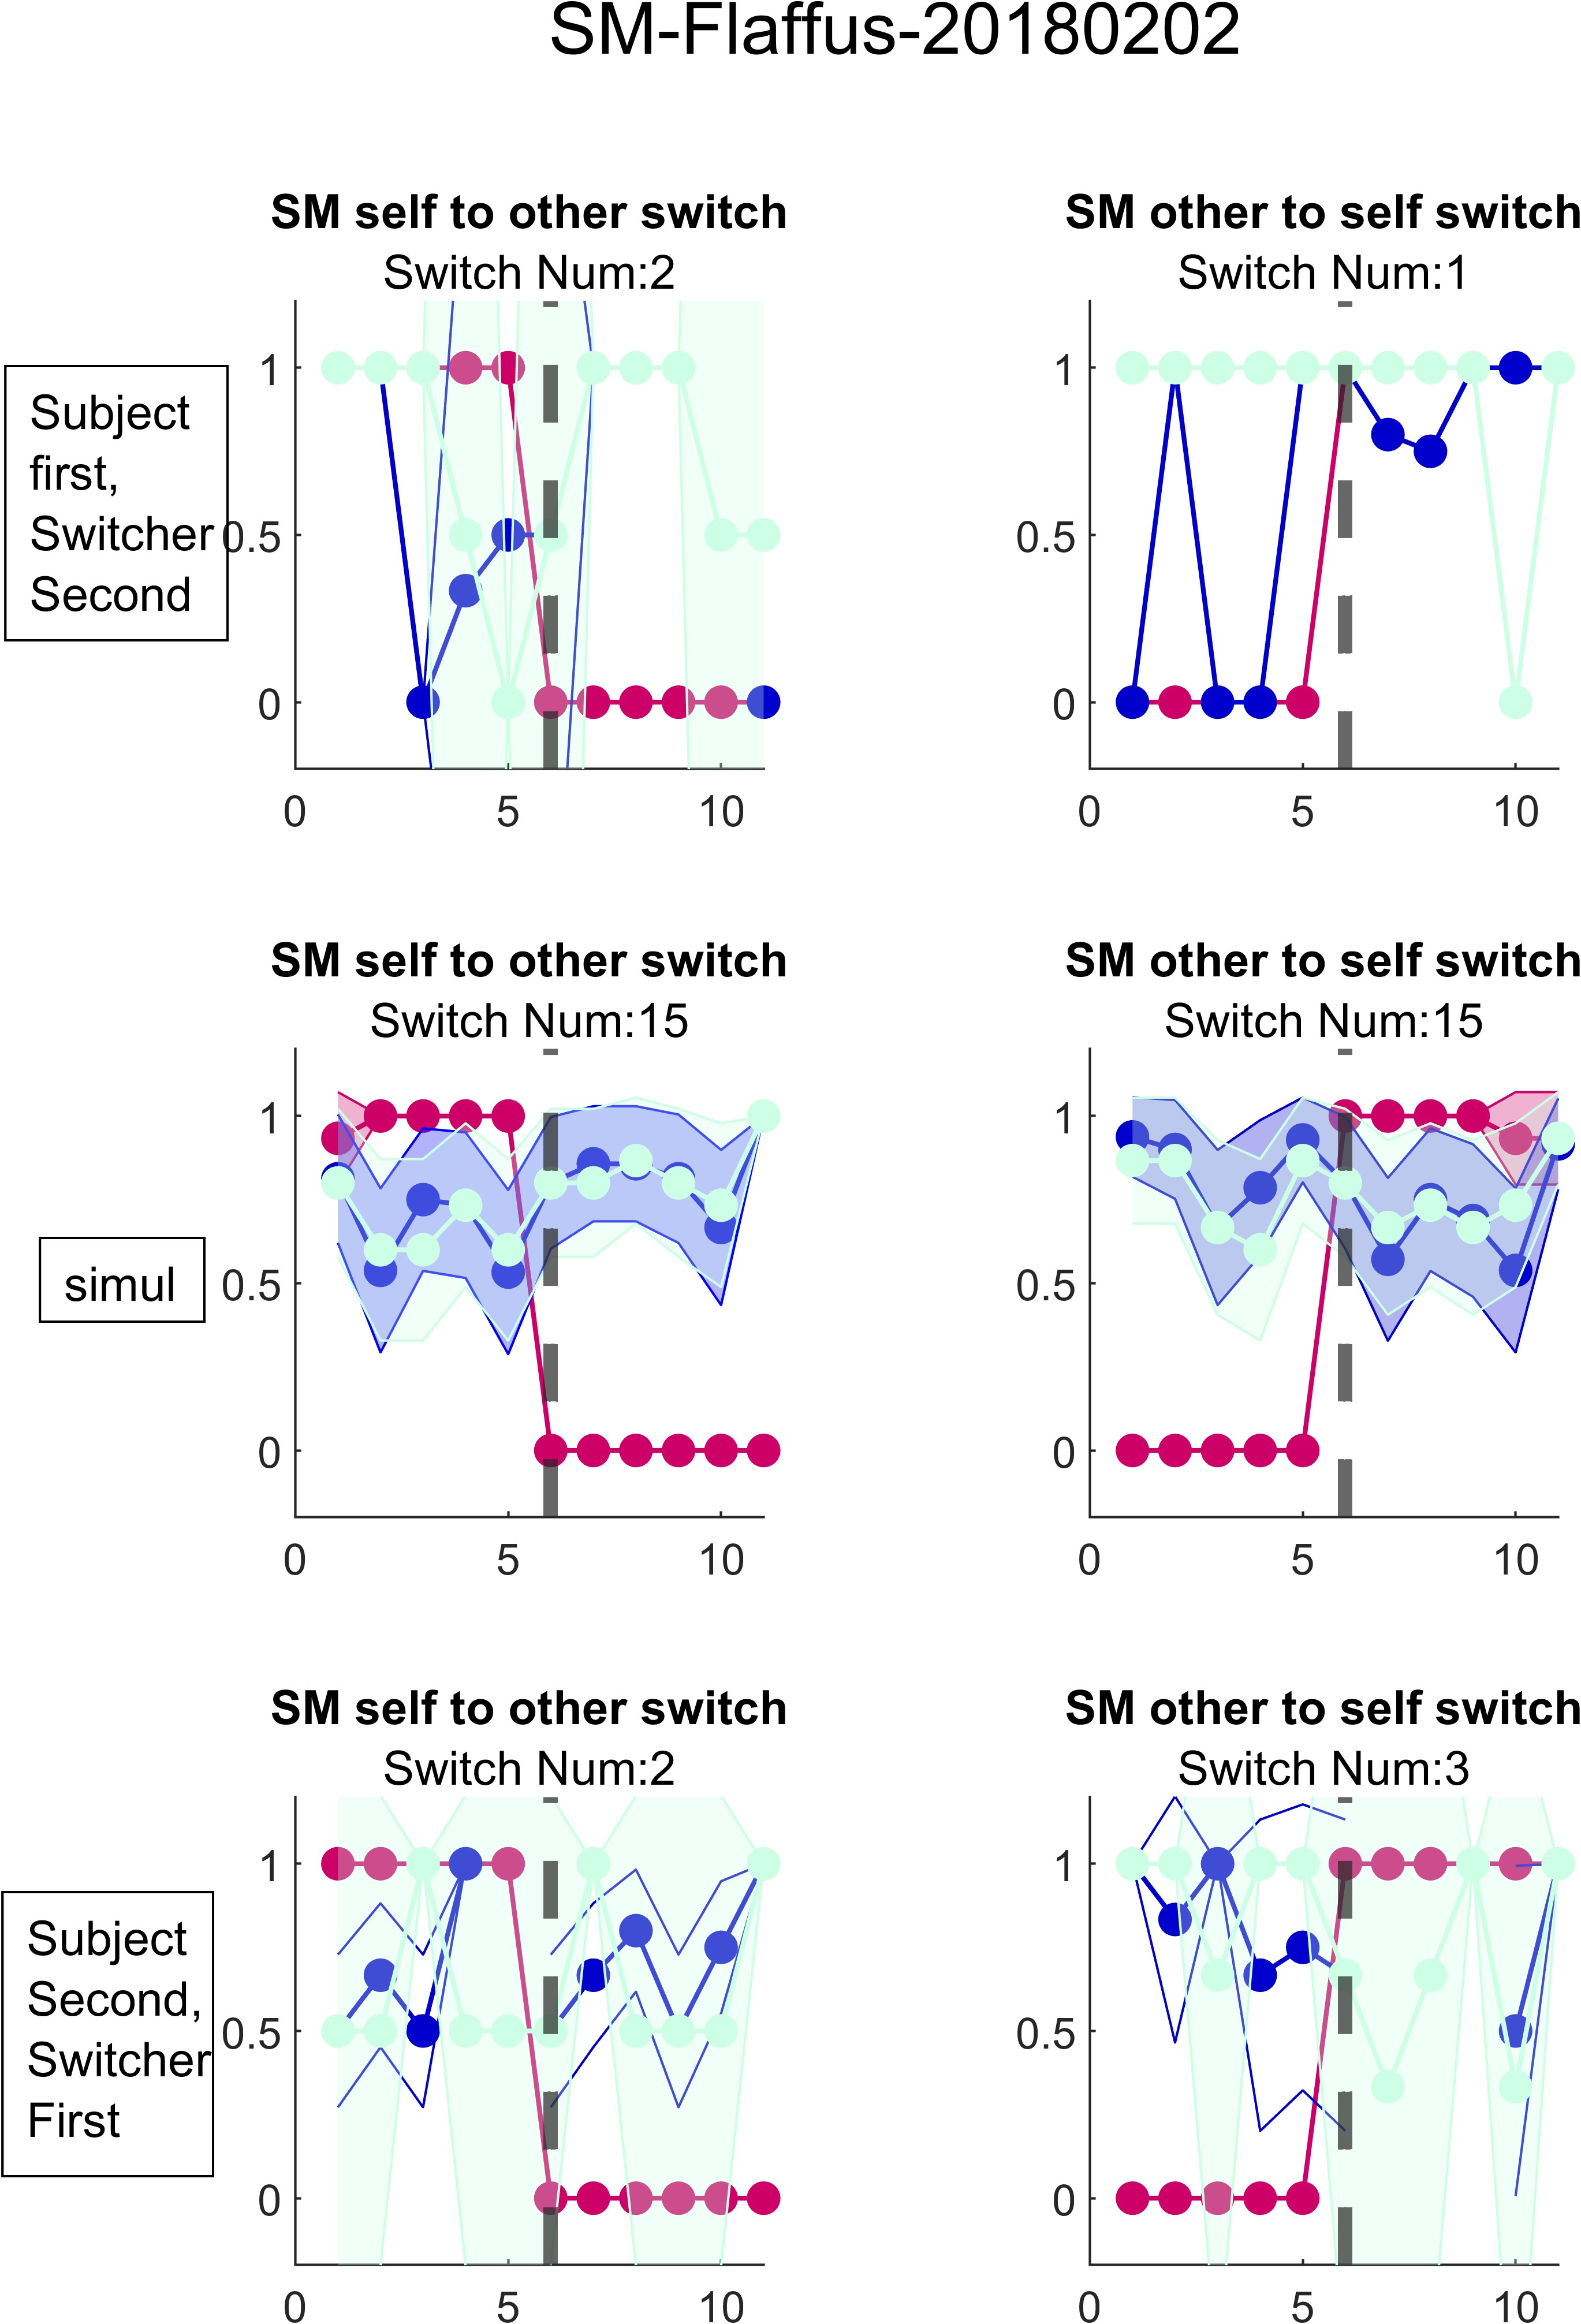 SM-Flaffus-20180202
SM self to other switch
Switch Num:2
1
0.5
0
0
5
10
SM other to self switch
Switch Num:1
1
0.5
0
0
5
10
Subject
first,
Switcher
Second
SM self to other switch
Switch Num:15
1
0.5
0
0
5
10
SM other to self switch
Switch Num:15
1
0.5
0
0
5
10
simul
SM self to other switch
Switch Num:2
1
0.5
0
0
5
10
SM other to self switch
Switch Num:3
1
0.5
0
0
5
10
Subject
Second,
Switcher
First